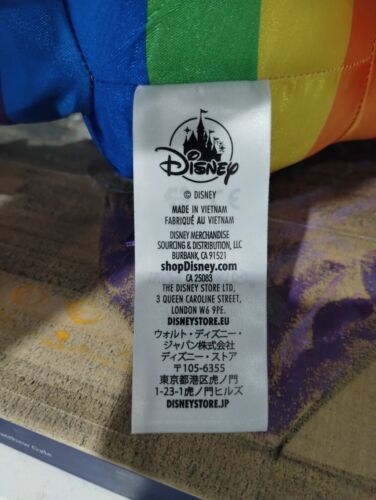 DISNEY
© DISNEY
MADE IN VIETNAM
FABRIQUÉ AU VIETNAM
DISNEY MERCHANDISE
SOURCING & DISTRIBUTION, LLC
BURBANK, CA 91521
shopDisney.com
CA 25083
THE DISNEY STORE LTD,
3 QUEEN CAROLINE STREET,
LONDON W6 9PE.
DISNEYSTORE.EU
ウォルト・ディズニー・
ジャパン株式会社
ディズニー・ストア
〒105-6355
東京都港区虎ノ門
1-23-1虎ノ門ヒルズ
DISNEYSTORE.JP